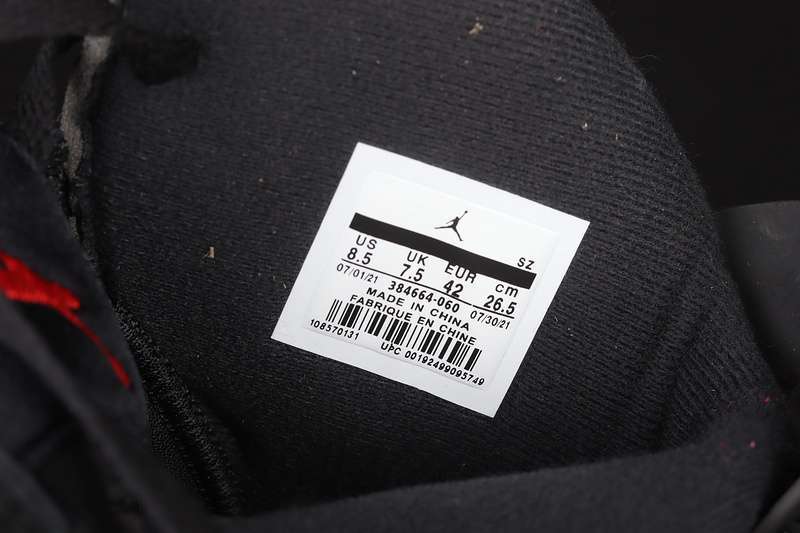 SZ
US UK EUR cm
8.5 7.5 42 26.5
07/01/21 384664-060 07/30/21
MADE IN CHINA
FABRIQUE EN CHINE
108570131 UPC 00192499095749